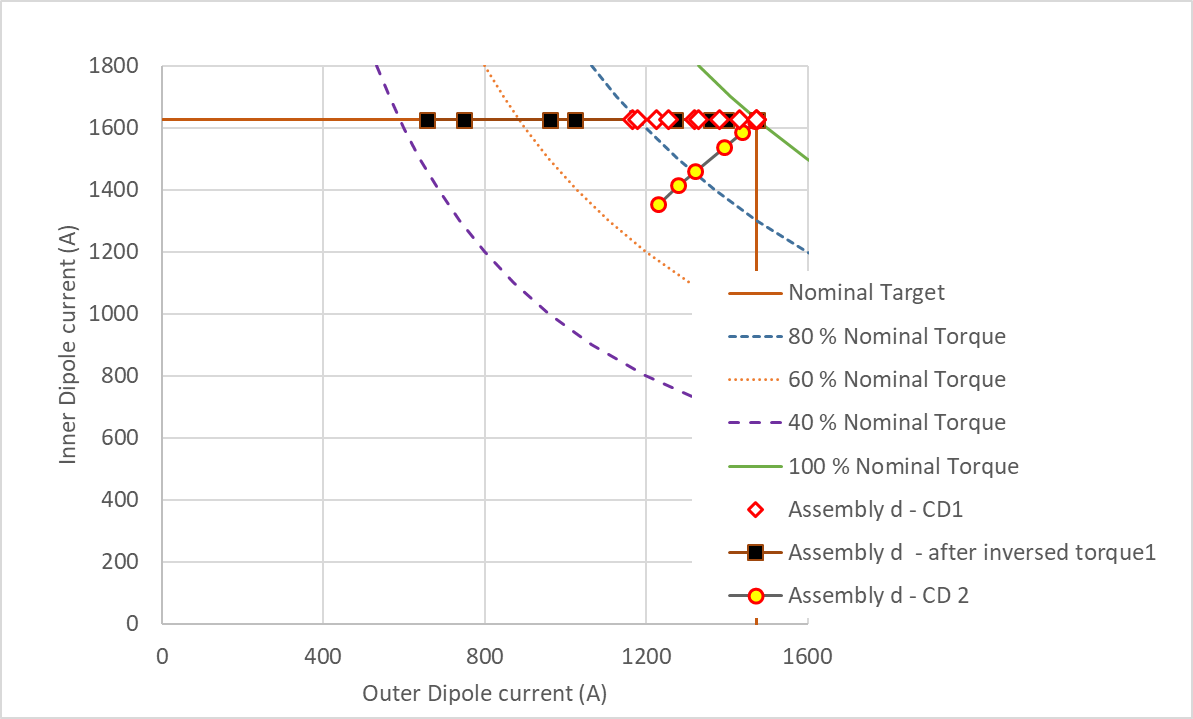 1800
1600
1400
1200
1000
800
600
400
200
0
Inner Dipole current (A)
0 400 800 1200 1600
Outer Dipole current (A)
Nominal Target
80 % Nominal Torque
60 % Nominal Torque
40 % Nominal Torque
100 % Nominal Torque
Assembly d - CD1
Assembly d  - after inversed torque1
Assembly d - CD 2